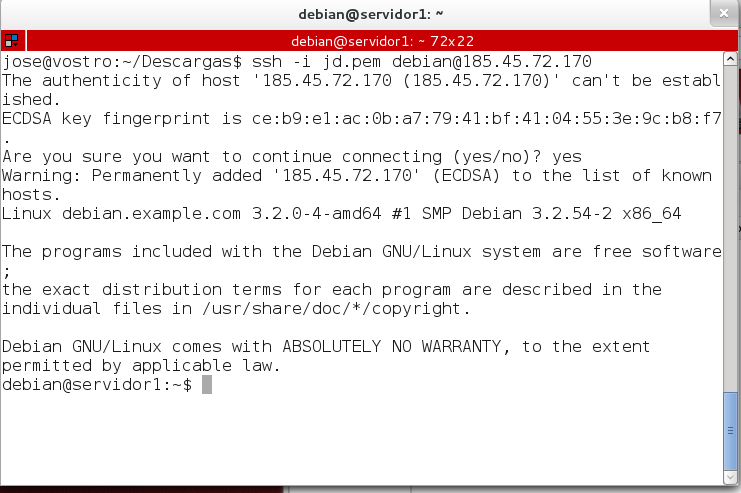 debian@servidor1: ~
debian@servidor1: ~ 72x22
jose@vostro:~/Descargas$ ssh -i jd.pem debian@185.45.72.170
The authenticity of host '185.45.72.170 (185.45.72.170)' can't be establ
ished.
ECDSA key fingerprint is ce:b9:e1:ac:0b:a7:79:41:bf:41:04:55:3e:9c:b8:f7
.
Are you sure you want to continue connecting (yes/no)? yes
Warning: Permanently added '185.45.72.170' (ECDSA) to the list of known
hosts.
Linux debian.example.com 3.2.0-4-amd64 #1 SMP Debian 3.2.54-2 x86_64
The programs included with the Debian GNU/Linux system are free software
;
the exact distribution terms for each program are described in the
individual files in /usr/share/doc/*/copyright.
Debian GNU/Linux comes with ABSOLUTELY NO WARRANTY, to the extent
permitted by applicable law.
debian@servidor1:~$